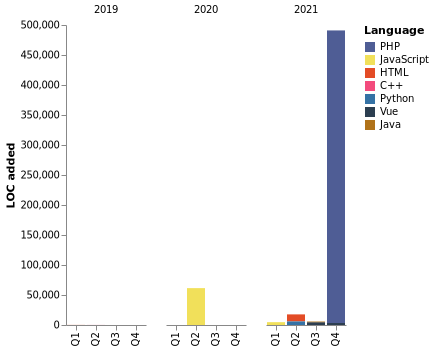 2019 2020 2021
500,000
450,000
400,000
350,000
300,000
250,000
200,000
150,000
100,000
50,000
0
LOC added
Q1 Q2 Q3 Q4 Q1 Q2 Q3 Q4 Q1 Q2 Q3 Q4
Language
PHP
JavaScript
HTML
C++
Python
Vue
Java